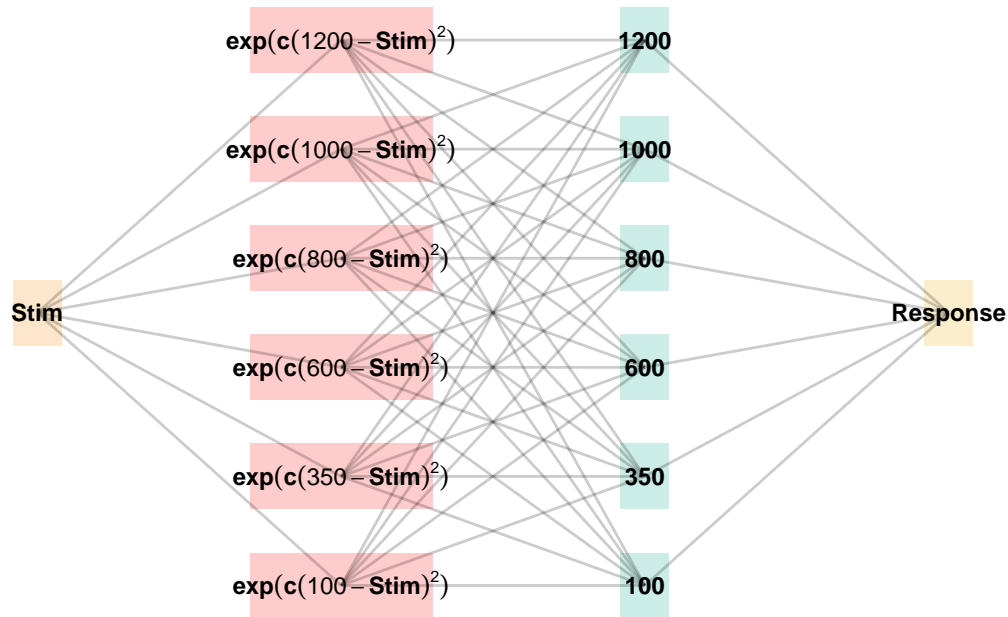 exp(c(1200 – Stim)²) 1200
exp(c(1000 – Stim)²) 1000
exp(c(800 – Stim)²) 800
Stim Response
exp(c(600 – Stim)²) 600
exp(c(350 – Stim)²) 350
exp(c(100 – Stim)²) 100